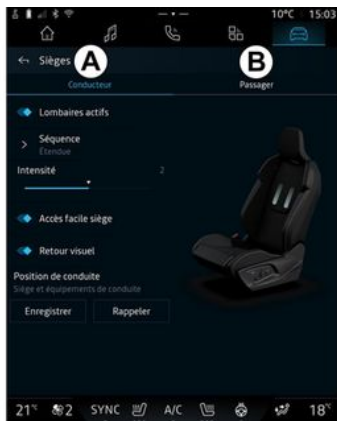 10°C 15:03
← Sièges A B
Conducteur Passager
Lombaires actifs
Séquence
Étendue
Intensité 2
Accès facile siège
Retour visuel
Position de conduite
Siège et équipements de conduite
Enregistrer Rappeler
21°C 2 SYNC A/C 18°C